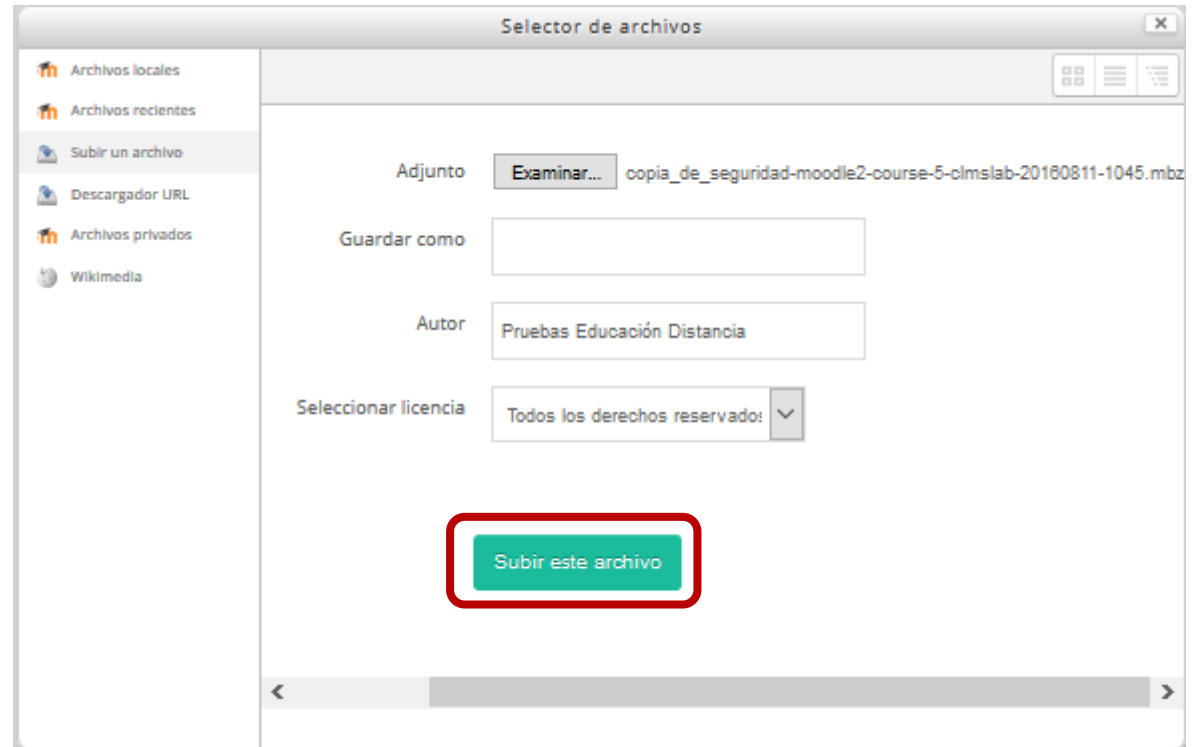 Selector de archivos
Archivos locales
Archivos recientes
Subir un archivo
Descargador URL
Archivos privados
Wikimedia
Adjunto
Examinar... copia_de_seguridad-moodle2-course-5-clmslab-20160811-1045.mbz
Guardar como
Autor
Pruebas Educación Distancia
Seleccionar licencia
Todos los derechos reservados
Subir este archivo